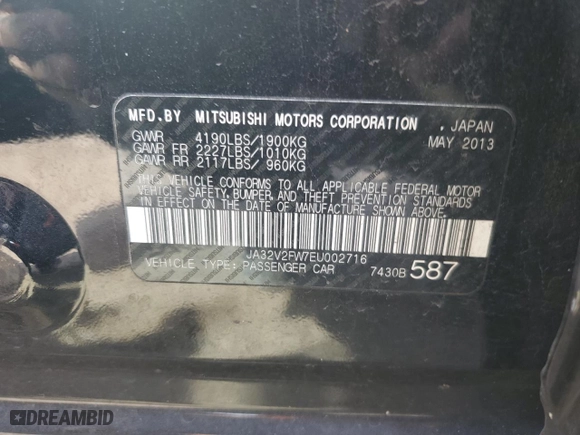 MFD.BY MITSUBISHI MOTORS CORPORATION , JAPAN
GVWR 4190LBS/1900KG MAY 2013
GAWR FR 2227LBS/1010KG
GAWR RR 2117LBS/ 960KG
THIS VEHICLE CONFORMS TO ALL APPLICABLE FEDERAL MOTOR
VEHICLE SAFETY, BUMPER AND THEFT PREVENTION STANDARDS
IN EFFECT ON THE DATE OF MANUFACTURE SHOWN ABOVE.
JA32V2FW7EU002716
VEHICLE TYPE: PASSENGER CAR 7430B 587
DREAMBID